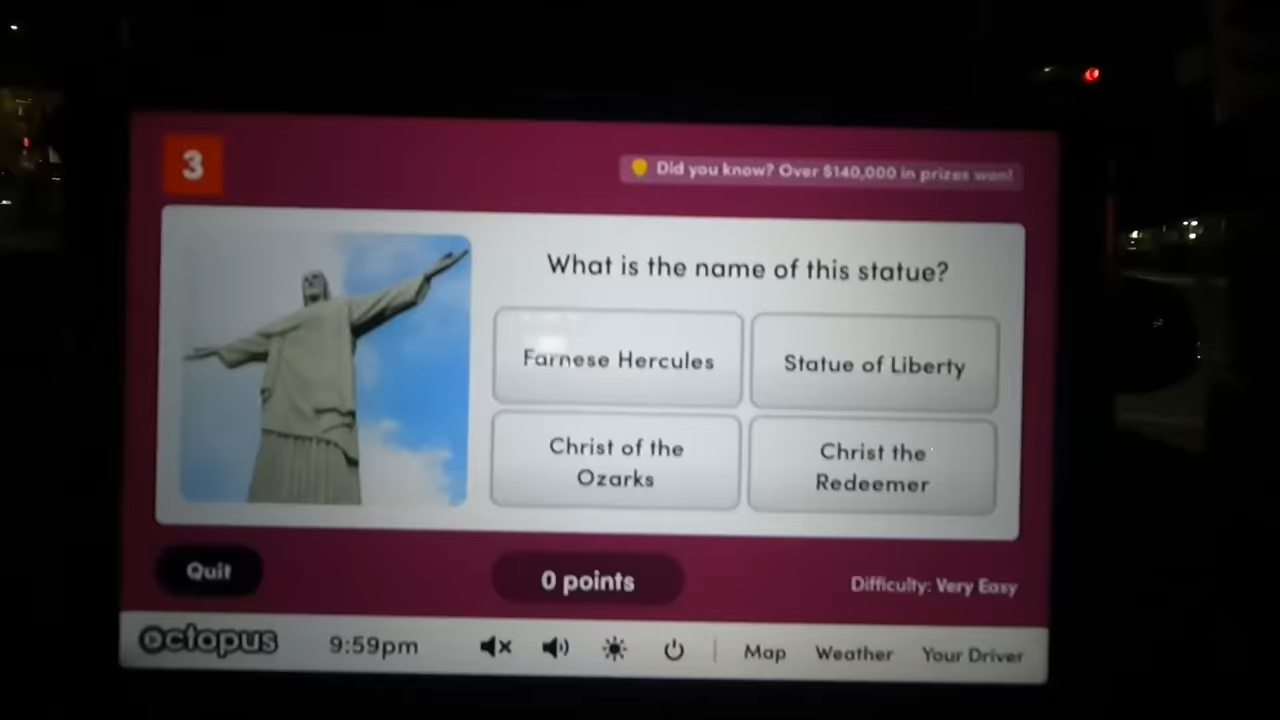 3
Did you know? Over $140,000 in prizes won!
What is the name of this statue?
Farnese Hercules
Statue of Liberty
Christ of the
Ozarks
Christ the
Redeemer
Quit
0 points
Difficulty: Very Easy
octopus
9:59pm
Map
Weather
Your Driver